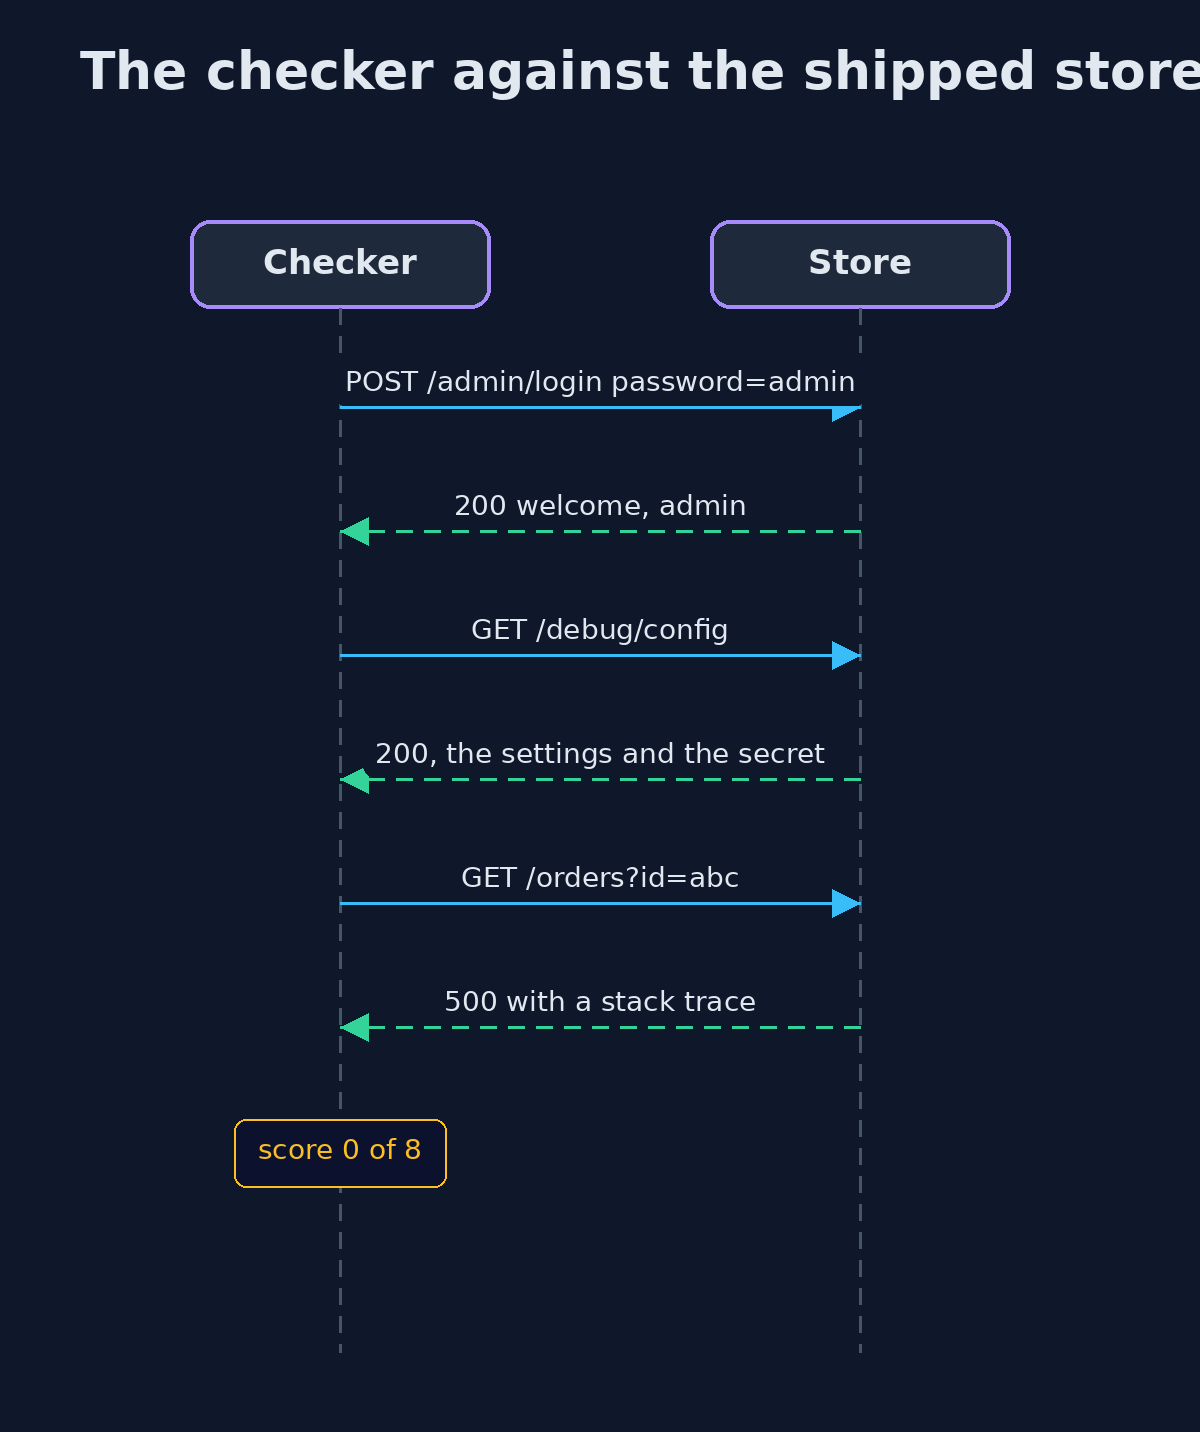 The checker against the shipped store
Checker
Store
POST /admin/login password=admin
200 welcome, admin
GET /debug/config
200, the settings and the secret
GET /orders?id=abc
500 with a stack trace
score 0 of 8